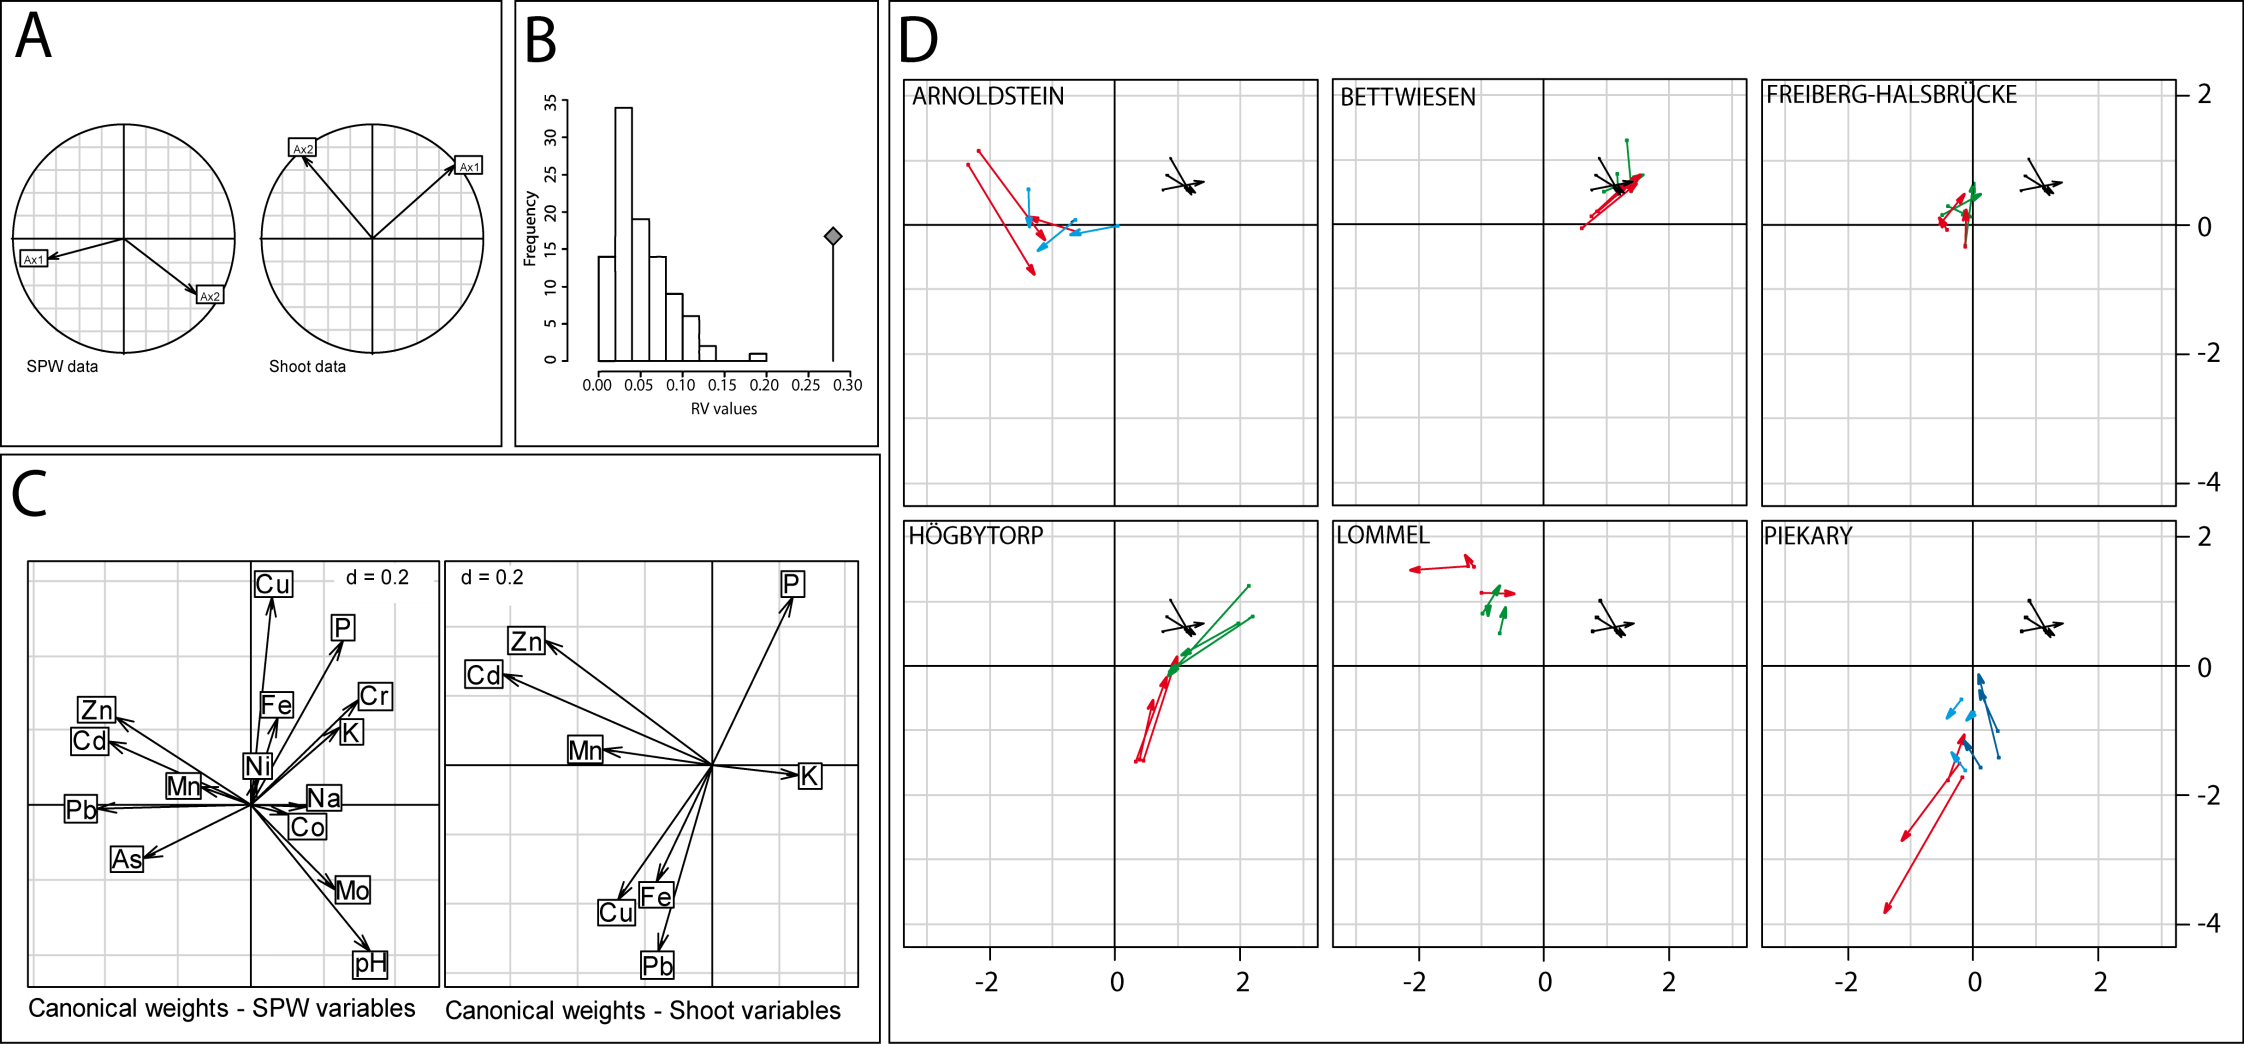 A
Ax1
Ax2
SPW data
Ax2
Ax1
Shoot data
B
Frequency
35
30
25
20
15
10
5
0
0.00 0.05 0.10 0.15 0.20 0.25 0.30
RV values
C
d = 0.2
Cu
P
Cr
Fe
K
Zn
Cd
Ni
Mn
Na
Pb
Co
As
Mo
pH
Canonical weights - SPW variables
d = 0.2
P
Zn
Cd
Mn
K
Fe
Cu
Pb
Canonical weights - Shoot variables
D
ARNOLDSTEIN
BETTWIESEN
FREIBERG-HALSBRÜCKE
2
0
-2
-4
HÖGBYTORP
LOMMEL
PIEKARY
2
0
-2
-4
-2 0 2
-2 0 2
-2 0 2